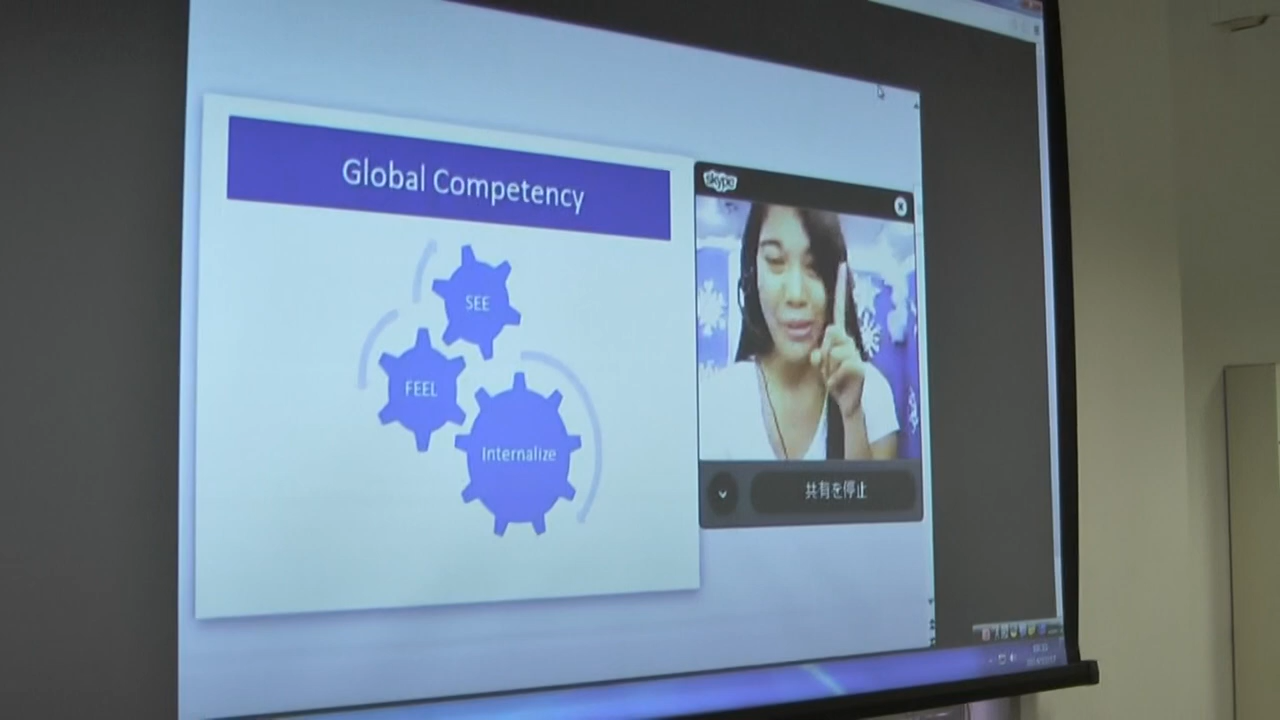 Global Competency
SEE
FEEL
Internalize
skype
共有を停止